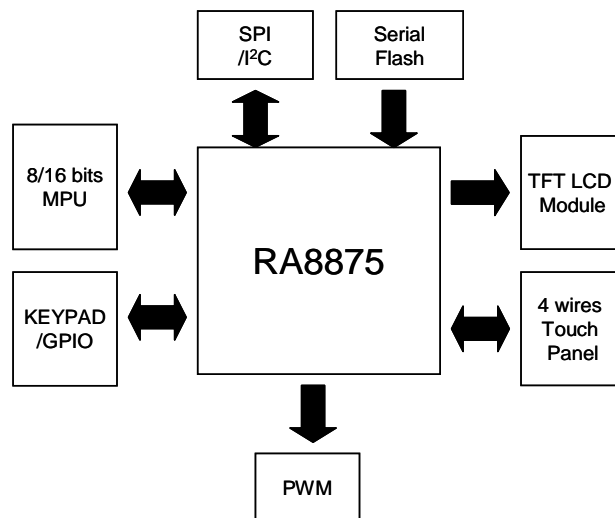 SPI
/I²C
Serial
Flash
8/16 bits
MPU
TFT LCD
Module
RA8875
KEYPAD
/GPIO
4 wires
Touch
Panel
PWM